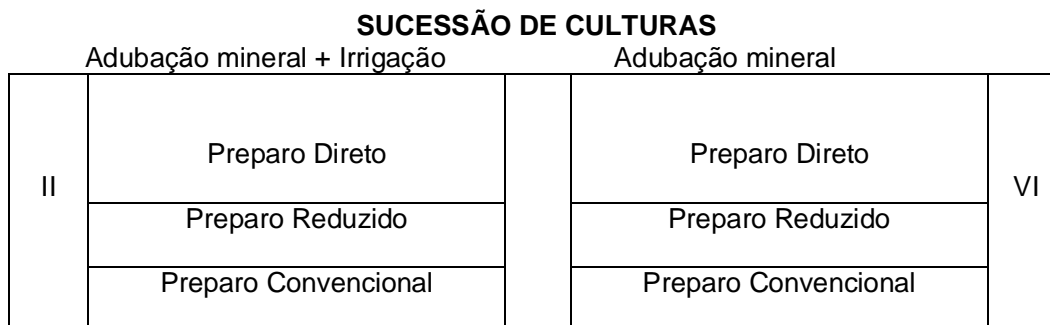 SUCESSÃO DE CULTURAS
Adubação mineral + Irrigação Adubação mineral
Preparo Direto Preparo Direto
II VI
Preparo Reduzido Preparo Reduzido
Preparo Convencional Preparo Convencional